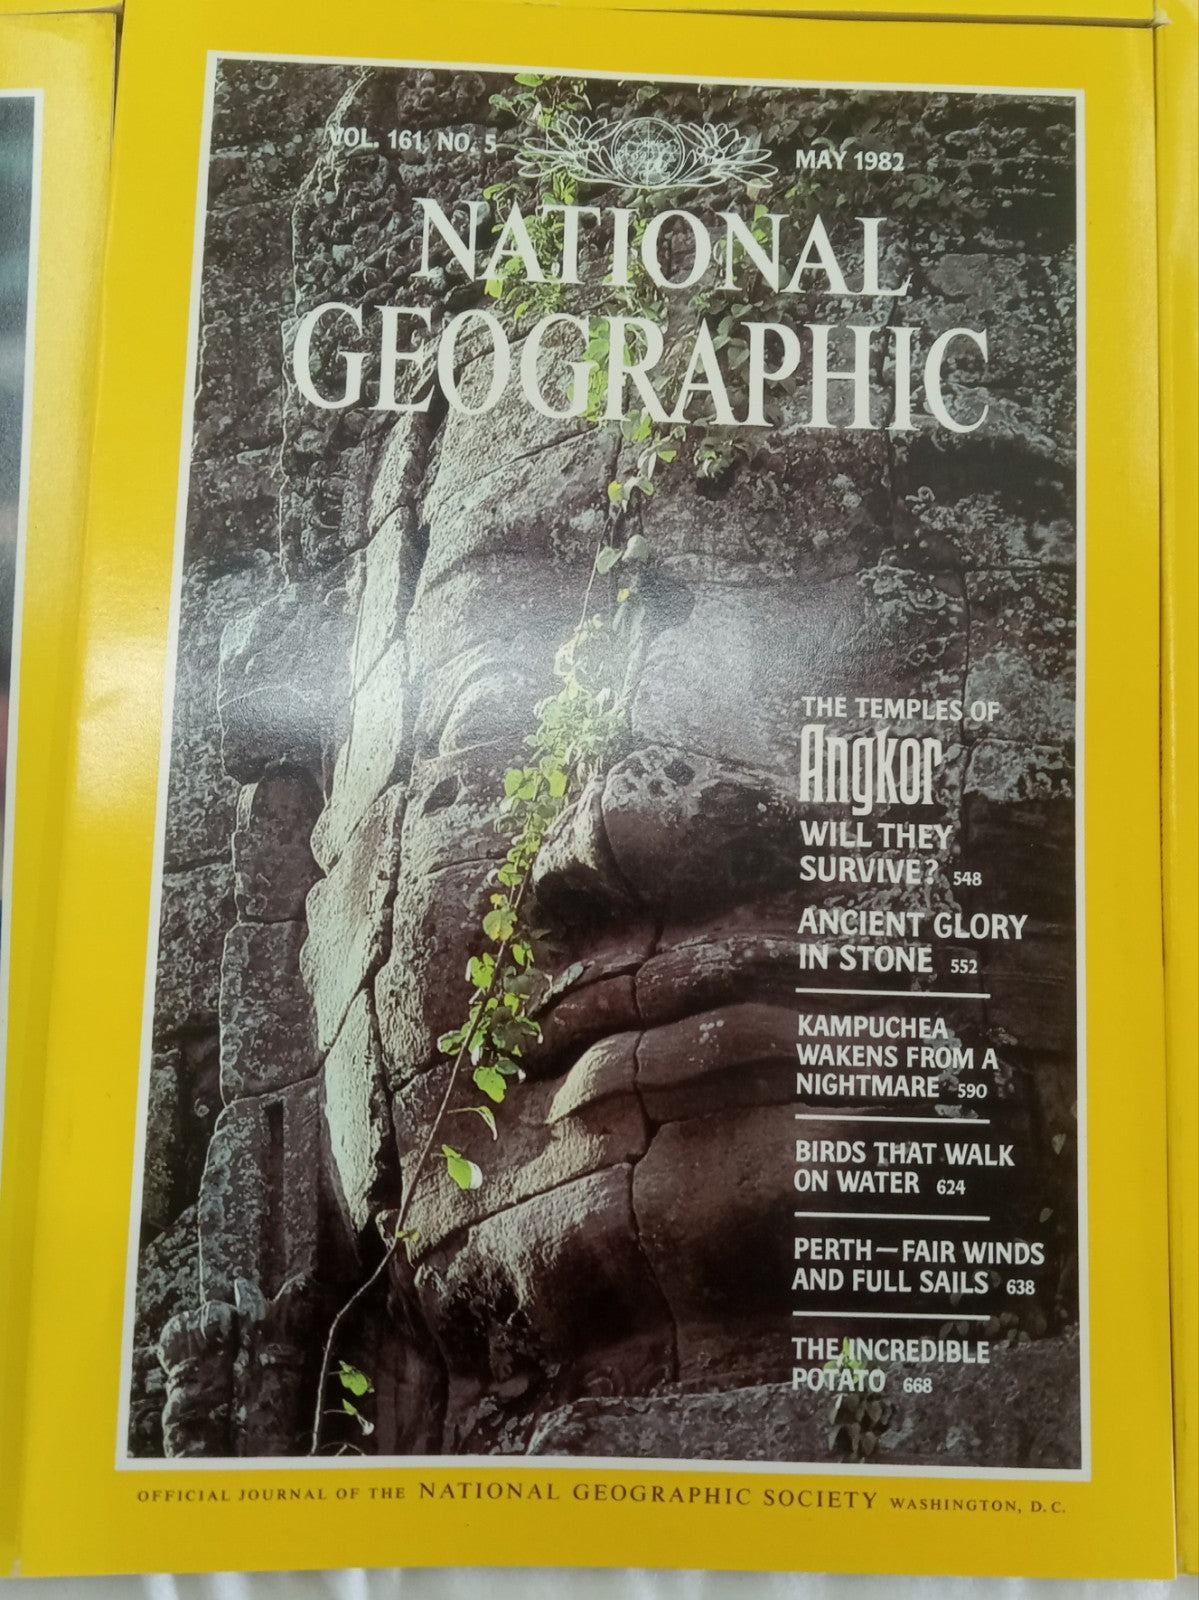 VOL. 161, NO. 5
MAY 1982
NATIONAL
GEOGRAPHIC
THE TEMPLES OF
Angkor
WILL THEY
SURVIVE? 548
ANCIENT GLORY
IN STONE 552
KAMPUCHEA
WAKENS FROM A
NIGHTMARE 590
BIRDS THAT WALK
ON WATER 624
PERTH—FAIR WINDS
AND FULL SAILS 638
THE INCREDIBLE
POTATO 668
OFFICIAL JOURNAL OF THE NATIONAL GEOGRAPHIC SOCIETY WASHINGTON, D.C.